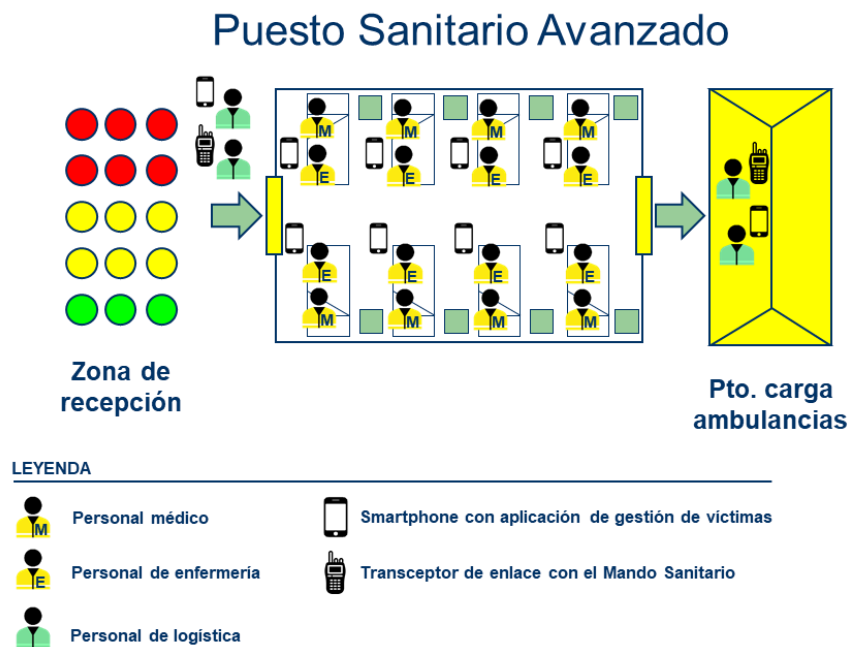 Puesto Sanitario Avanzado
M M M M
E E E E
E E E E
M M M M
Zona de
recepción
Pto. carga
ambulancias
LEYENDA
M Personal médico
Smartphone con aplicación de gestión de víctimas
E Personal de enfermería
Transceptor de enlace con el Mando Sanitario
Personal de logística